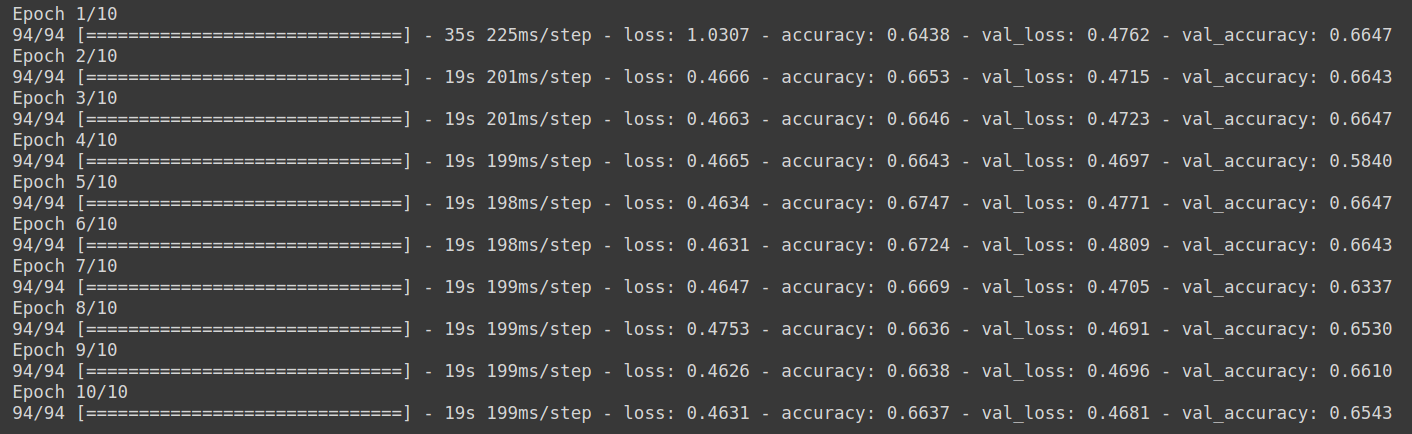 Epoch 1/10
94/94 [==============================] - 35s 225ms/step - loss: 1.0307 - accuracy: 0.6438 - val_loss: 0.4762 - val_accuracy: 0.6647
Epoch 2/10
94/94 [==============================] - 19s 201ms/step - loss: 0.4666 - accuracy: 0.6653 - val_loss: 0.4715 - val_accuracy: 0.6643
Epoch 3/10
94/94 [==============================] - 19s 201ms/step - loss: 0.4663 - accuracy: 0.6646 - val_loss: 0.4723 - val_accuracy: 0.6647
Epoch 4/10
94/94 [==============================] - 19s 199ms/step - loss: 0.4665 - accuracy: 0.6643 - val_loss: 0.4697 - val_accuracy: 0.5840
Epoch 5/10
94/94 [==============================] - 19s 198ms/step - loss: 0.4634 - accuracy: 0.6747 - val_loss: 0.4771 - val_accuracy: 0.6647
Epoch 6/10
94/94 [==============================] - 19s 198ms/step - loss: 0.4631 - accuracy: 0.6724 - val_loss: 0.4809 - val_accuracy: 0.6643
Epoch 7/10
94/94 [==============================] - 19s 199ms/step - loss: 0.4647 - accuracy: 0.6669 - val_loss: 0.4705 - val_accuracy: 0.6337
Epoch 8/10
94/94 [==============================] - 19s 199ms/step - loss: 0.4753 - accuracy: 0.6636 - val_loss: 0.4691 - val_accuracy: 0.6530
Epoch 9/10
94/94 [==============================] - 19s 199ms/step - loss: 0.4626 - accuracy: 0.6638 - val_loss: 0.4696 - val_accuracy: 0.6610
Epoch 10/10
94/94 [==============================] - 19s 199ms/step - loss: 0.4631 - accuracy: 0.6637 - val_loss: 0.4681 - val_accuracy: 0.6543